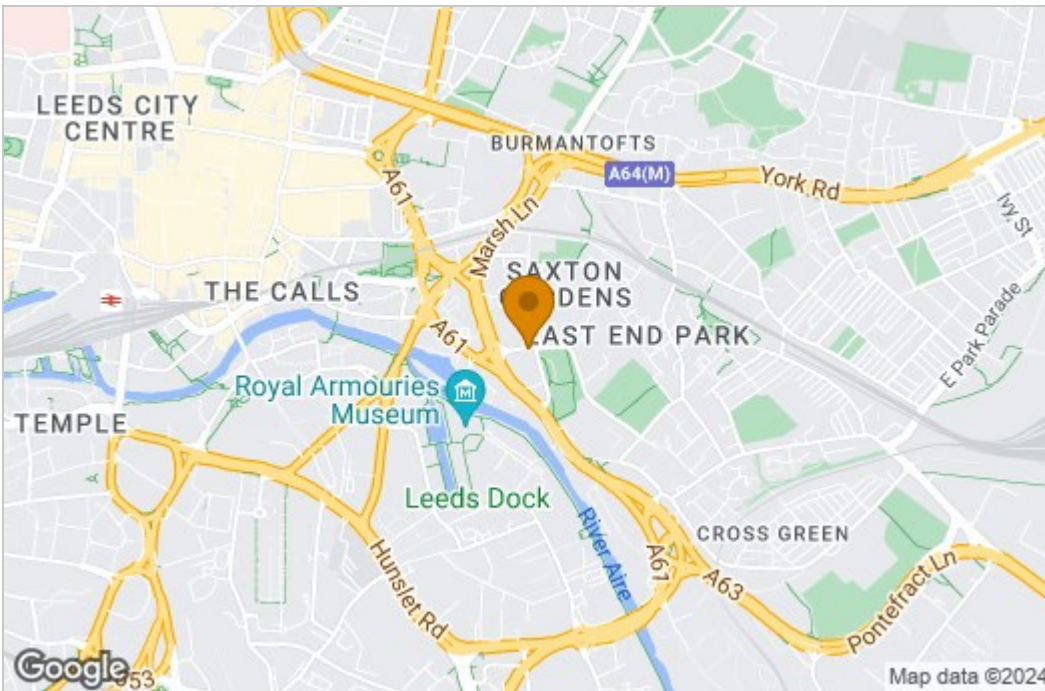 LEEDS CITY
CENTRE
BURMANTOFTS
A64(M)
York Rd
A61
Marsh Ln
Ivy St
SAXTON
DENS
THE CALLS
EAST END PARK
A61
E Park Parade
Royal Armouries
Museum
TEMPLE
Leeds Dock
River Aire
CROSS GREEN
Hunslet Rd
A61
A63
Pontefract Ln
Google
Map data ©2024